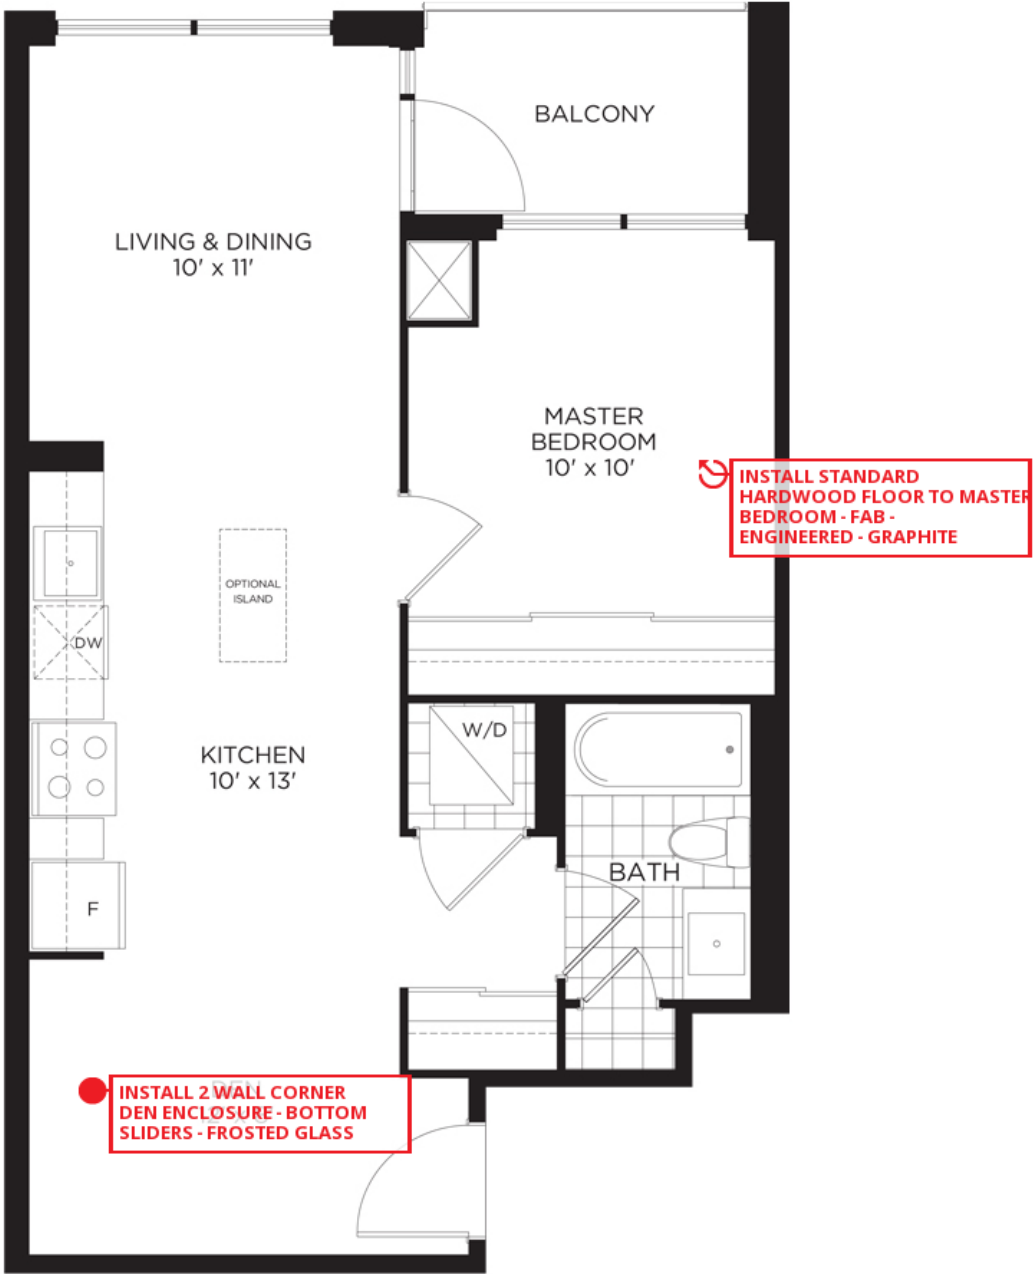 BALCONY
LIVING & DINING
10' x 11'
MASTER
BEDROOM
10' x 10'
INSTALL STANDARD
HARDWOOD FLOOR TO MASTER
BEDROOM - FAB -
ENGINEERED - GRAPHITE
OPTIONAL
ISLAND
DW
W/D
KITCHEN
10' x 13'
BATH
F
DEN
INSTALL 2 WALL CORNER
DEN ENCLOSURE - BOTTOM
SLIDERS - FROSTED GLASS